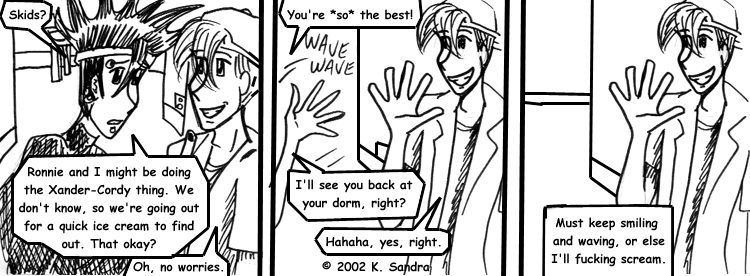 Skids?
Ronnie and I might be doing
the Xander-Cordy thing. We
don't know, so we're going out
for a quick ice cream to find
out. That okay?
Oh, no worries.
You're *so* the best!
WAVE
WAVE
I'll see you back at
your dorm, right?
Hahaha, yes, right.
© 2002 K. Sandra
Must keep smiling
and waving, or else
I'll fucking scream.